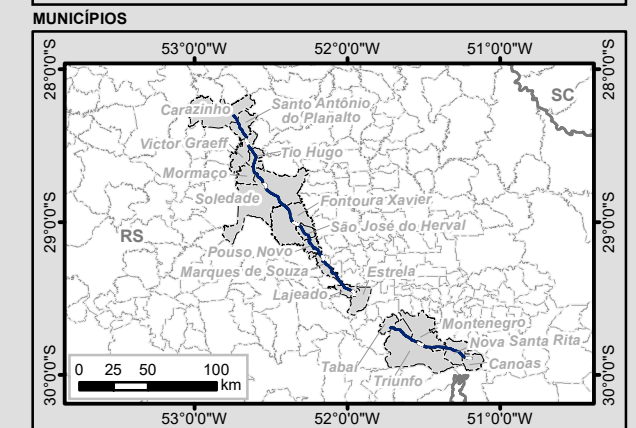 MUNICÍPIOS
53°0'0"W 52°0'0"W 51°0'0"W
28°0'0"S 28°0'0"S
SC
Carazinho
Santo Antônio
do Planalto
Victor Graeff
Tio Hugo
Mormaço
Soledade
Fontoura Xavier
29°0'0"S 29°0'0"S
São José do Herval
RS
Pouso Novo
Marques de Souza
Estrela
Lajeado
Montenegro
Nova Santa Rita
Tabaí
Canoas
Triunfo
0 25 50 100
km
30°0'0"S 30°0'0"S
53°0'0"W 52°0'0"W 51°0'0"W